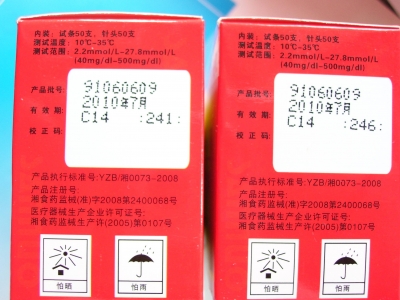 内装: 试条50支、针头50支
测试温度: 10℃-35℃
测试范围: 2.2mmol/L-27.8mmol/L
(40mg/dl-500mg/dl)
产品批号: 91060609
有效期: 2010年7月
校正码: C14 :241:
产品执行标准号:YZB/湘0073-2008
产品注册号:
湘食药监械(准)字2008第2400068号
医疗器械生产企业许可证号:
湘食药监械生产许(2005)第0107号
怕晒
怕雨
内装: 试条50支、针头50支
测试温度: 10℃-35℃
测试范围: 2.2mmol/L-27.8mmol/L
(40mg/dl-500mg/dl)
产品批号: 91060609
有效期: 2010年7月
校正码: C14 :246:
产品执行标准号:YZB/湘0073-2008
产品注册号:
湘食药监械(准)字2008第2400068号
医疗器械生产企业许可证号:
湘食药监械生产许(2005)第0107号
怕晒
怕雨